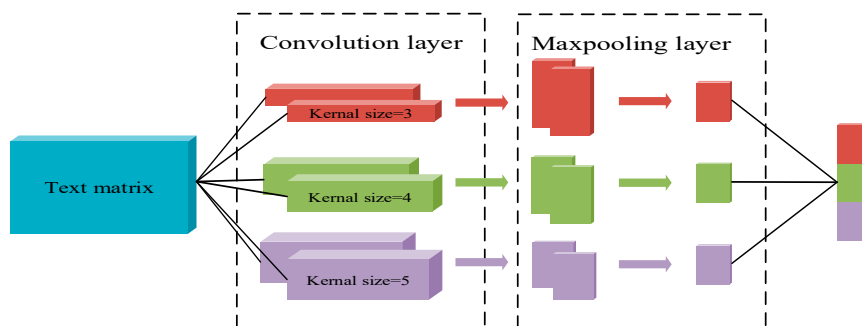 Convolution layer
Maxpooling layer
Kernal size=3
Text matrix
Kernal size=4
Kernal size=5